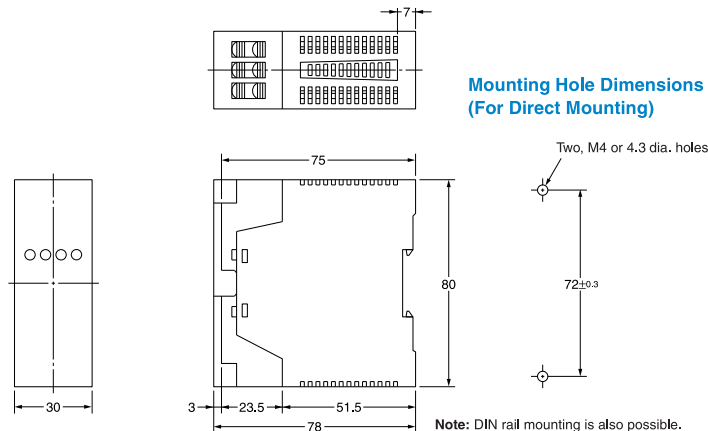 7
Mounting Hole Dimensions
(For Direct Mounting)
Two, M4 or 4.3 dia. holes
75
80
72±0.3
30
3
23.5
51.5
78
Note: DIN rail mounting is also possible.